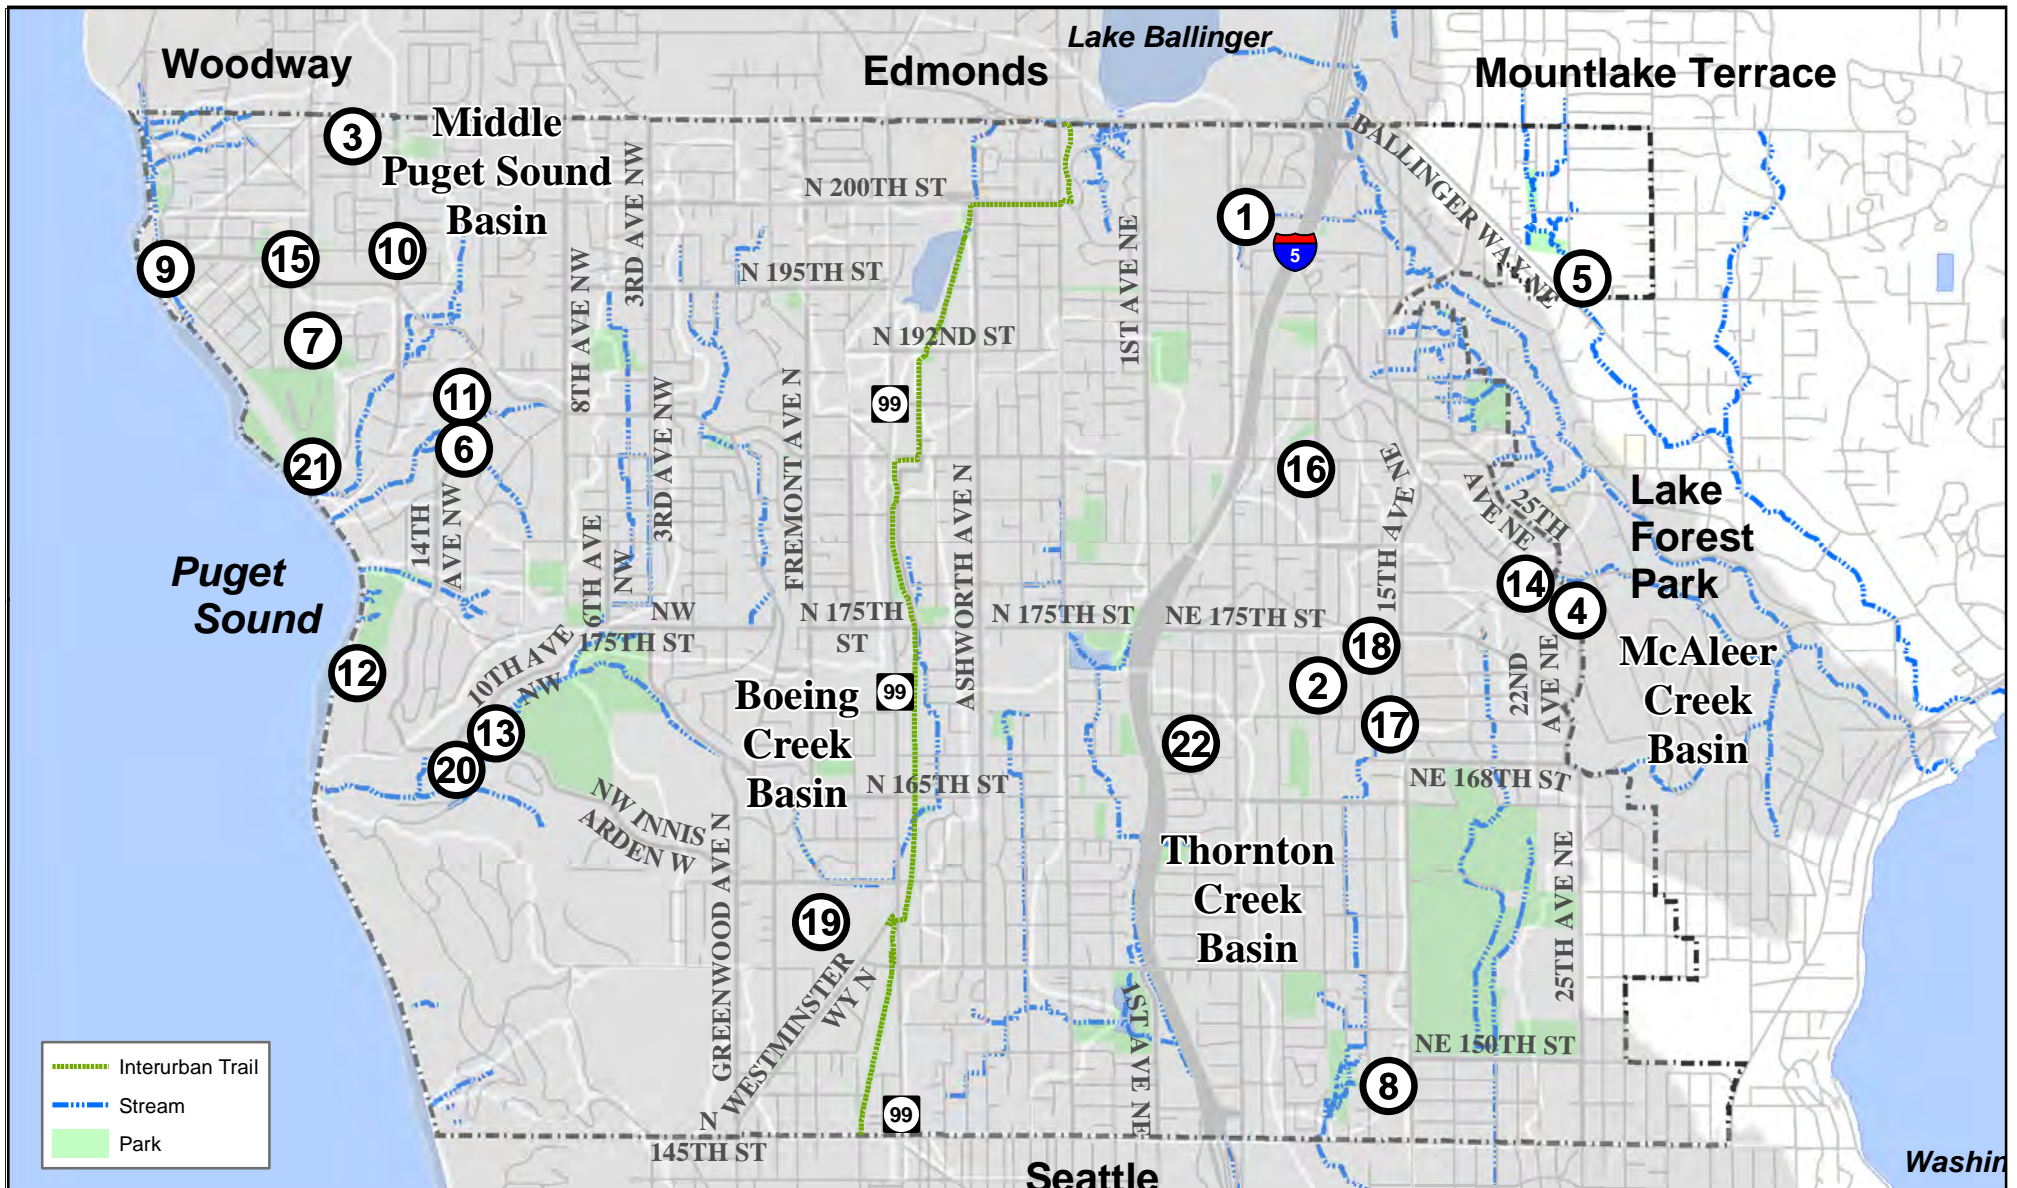 Lake Ballinger
Woodway
Edmonds
Mountlake Terrace
3
Middle
Puget Sound
Basin
3RD AVE NW
N 200TH ST
1
BALLINGER WAY NE
9
15
10
8TH AVE NW
N 195TH ST
1ST AVE NE
5
5
7
N 192ND ST
11
99
FREMONT AVE N
3RD AVE NW
6
21
ASHWORTH AVE N
16
15TH AVE NE
25TH
AVE NE
Lake
Forest
Park
14TH
AVE NW
6TH AVE
NW
Puget
Sound
14
4
NW
175TH ST
N 175TH
ST
N 175TH ST
NE 175TH ST
18
22ND
AVE NE
McAleer
Creek
Basin
12
10TH AVE
NW
Boeing
Creek
Basin
99
2
17
13
20
22
N 165TH ST
NE 168TH ST
NW INNIS
ARDEN W
GREENWOOD AVE N
Thornton
Creek
Basin
25TH AVE NE
19
WESTMINSTER
WY N
1ST AVE NE
NE 150TH ST
8
Interurban Trail
Stream
Park
99
N
145TH ST
Seattle
Washin